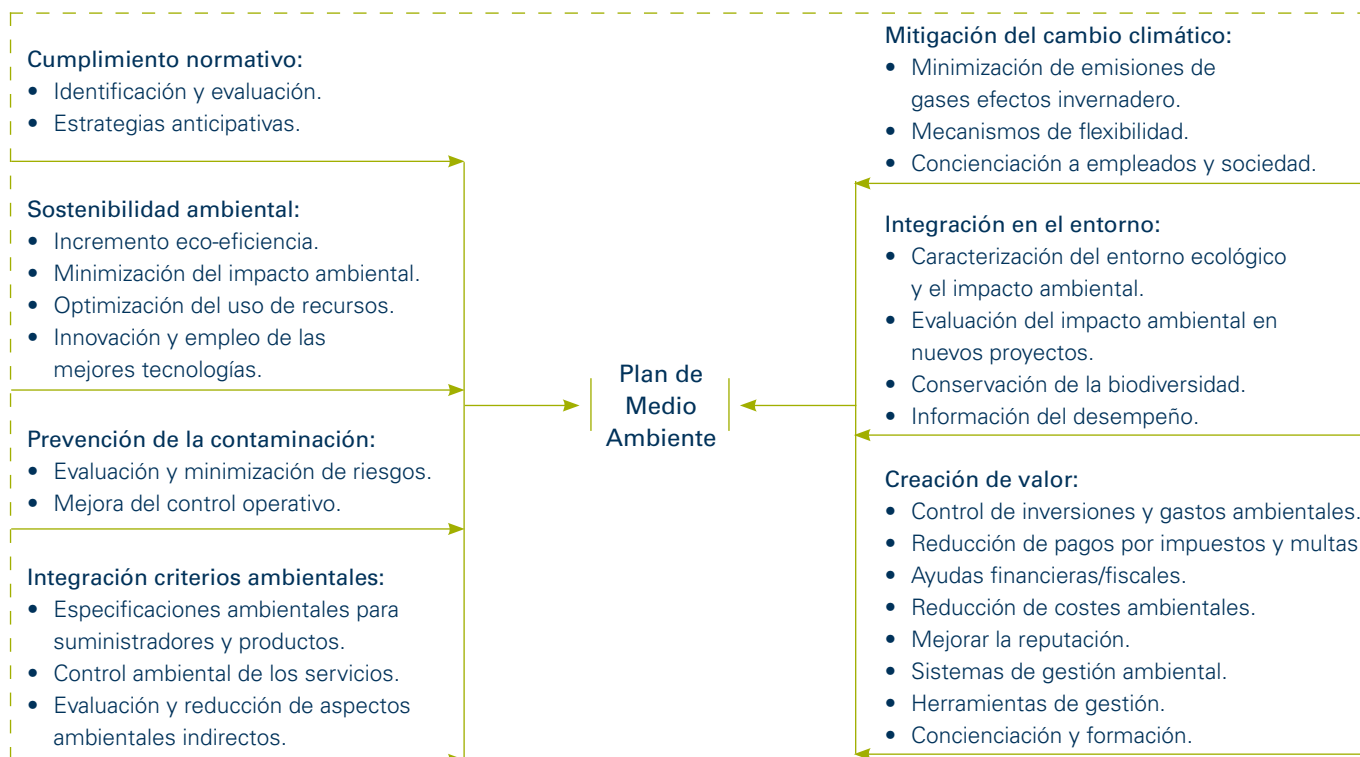 Cumplimiento normativo:
• Identificación y evaluación.
• Estrategias anticipativas.
Sostenibilidad ambiental:
• Incremento eco-eficiencia.
• Minimización del impacto ambiental.
• Optimización del uso de recursos.
• Innovación y empleo de las
mejores tecnologías.
Prevención de la contaminación:
• Evaluación y minimización de riesgos.
• Mejora del control operativo.
Integración criterios ambientales:
• Especificaciones ambientales para
suministradores y productos.
• Control ambiental de los servicios.
• Evaluación y reducción de aspectos
ambientales indirectos.
Plan de
Medio
Ambiente
Mitigación del cambio climático:
• Minimización de emisiones de
gases efectos invernadero.
• Mecanismos de flexibilidad.
• Concienciación a empleados y sociedad.
Integración en el entorno:
• Caracterización del entorno ecológico
y el impacto ambiental.
• Evaluación del impacto ambiental en
nuevos proyectos.
• Conservación de la biodiversidad.
• Información del desempeño.
Creación de valor:
• Control de inversiones y gastos ambientales.
• Reducción de pagos por impuestos y multas
• Ayudas financieras/fiscales.
• Reducción de costes ambientales.
• Mejorar la reputación.
• Sistemas de gestión ambiental.
• Herramientas de gestión.
• Concienciación y formación.